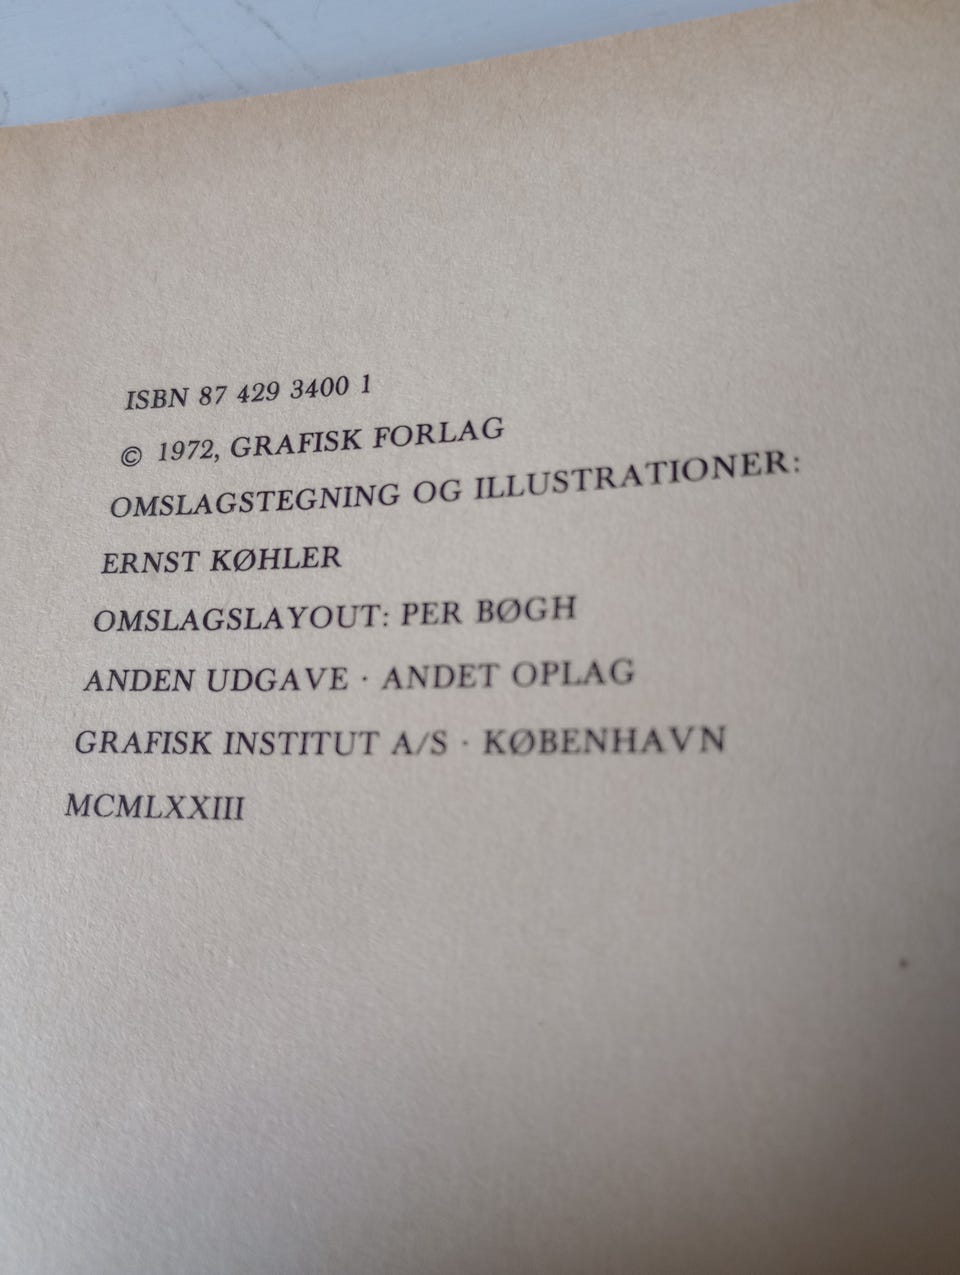 ISBN 87 429 3400 1
© 1972, GRAFISK FORLAG
OMSLAGSTEGNING OG ILLUSTRATIONER:
ERNST KØHLER
OMSLAGSLAYOUT: PER BØGH
ANDEN UDGAVE · ANDET OPLAG
GRAFISK INSTITUT A/S · KØBENHAVN
MCMLXXIII